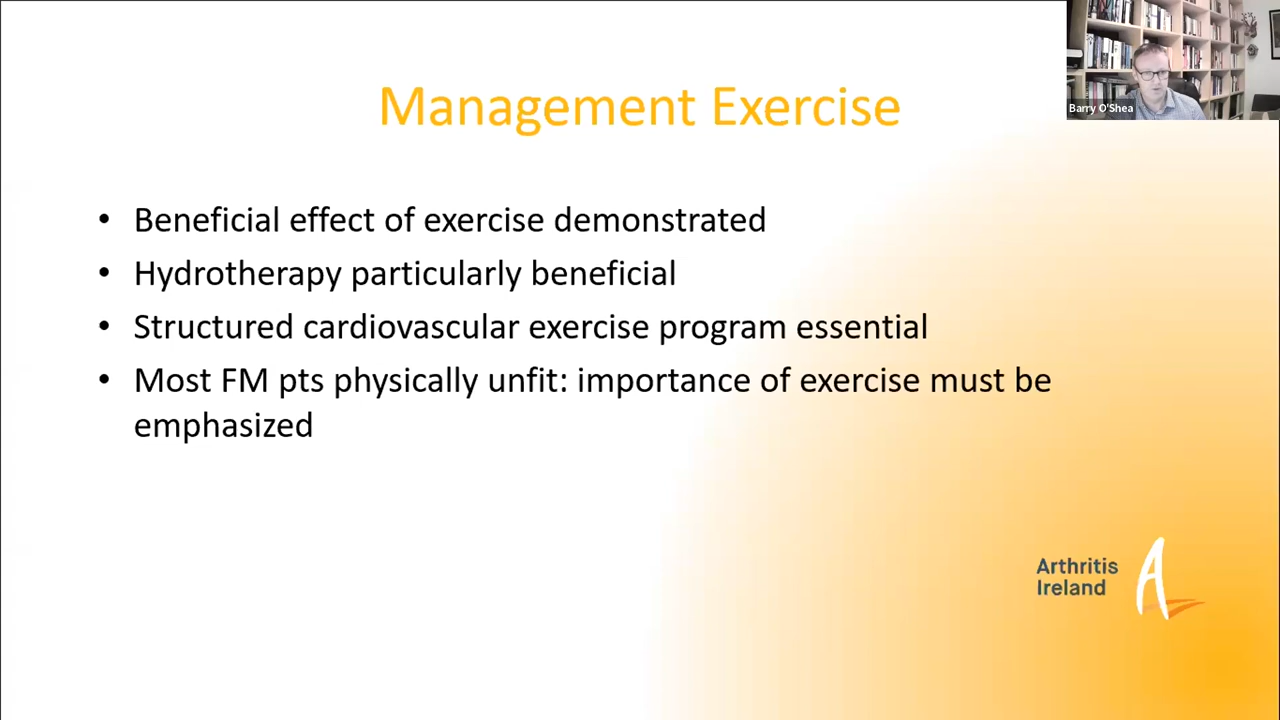 Management Exercise
Barry O'Shea
• Beneficial effect of exercise demonstrated
• Hydrotherapy particularly beneficial
• Structured cardiovascular exercise program essential
• Most FM pts physically unfit: importance of exercise must be
emphasized
Arthritis
Ireland